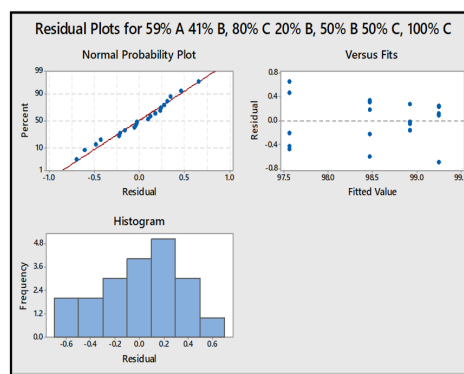 Residual Plots for 59% A 41% B, 80% C 20% B, 50% B 50% C, 100% C
Normal Probability Plot
99
90
50
10
1
Percent
-1.0 -0.5 0.0 0.5 1.0
Residual
Versus Fits
0.8
0.4
0.0
-0.4
-0.8
Residual
97.5 98.0 98.5 99.0
Fitted Value
Histogram
4.8
3.6
2.4
1.2
0.0
Frequency
-0.6 -0.4 -0.2 0.0 0.2 0.4 0.6
Residual